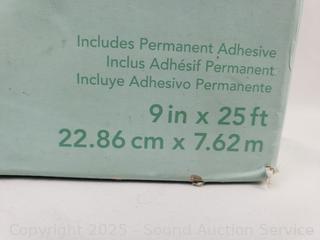 Includes Permanent Adhesive
Inclus Adhésif Permanent
Incluye Adhesivo Permanente
9 in x 25 ft
22.86 cm x 7.62 m
Copyright 2025 - Sound Auction Service